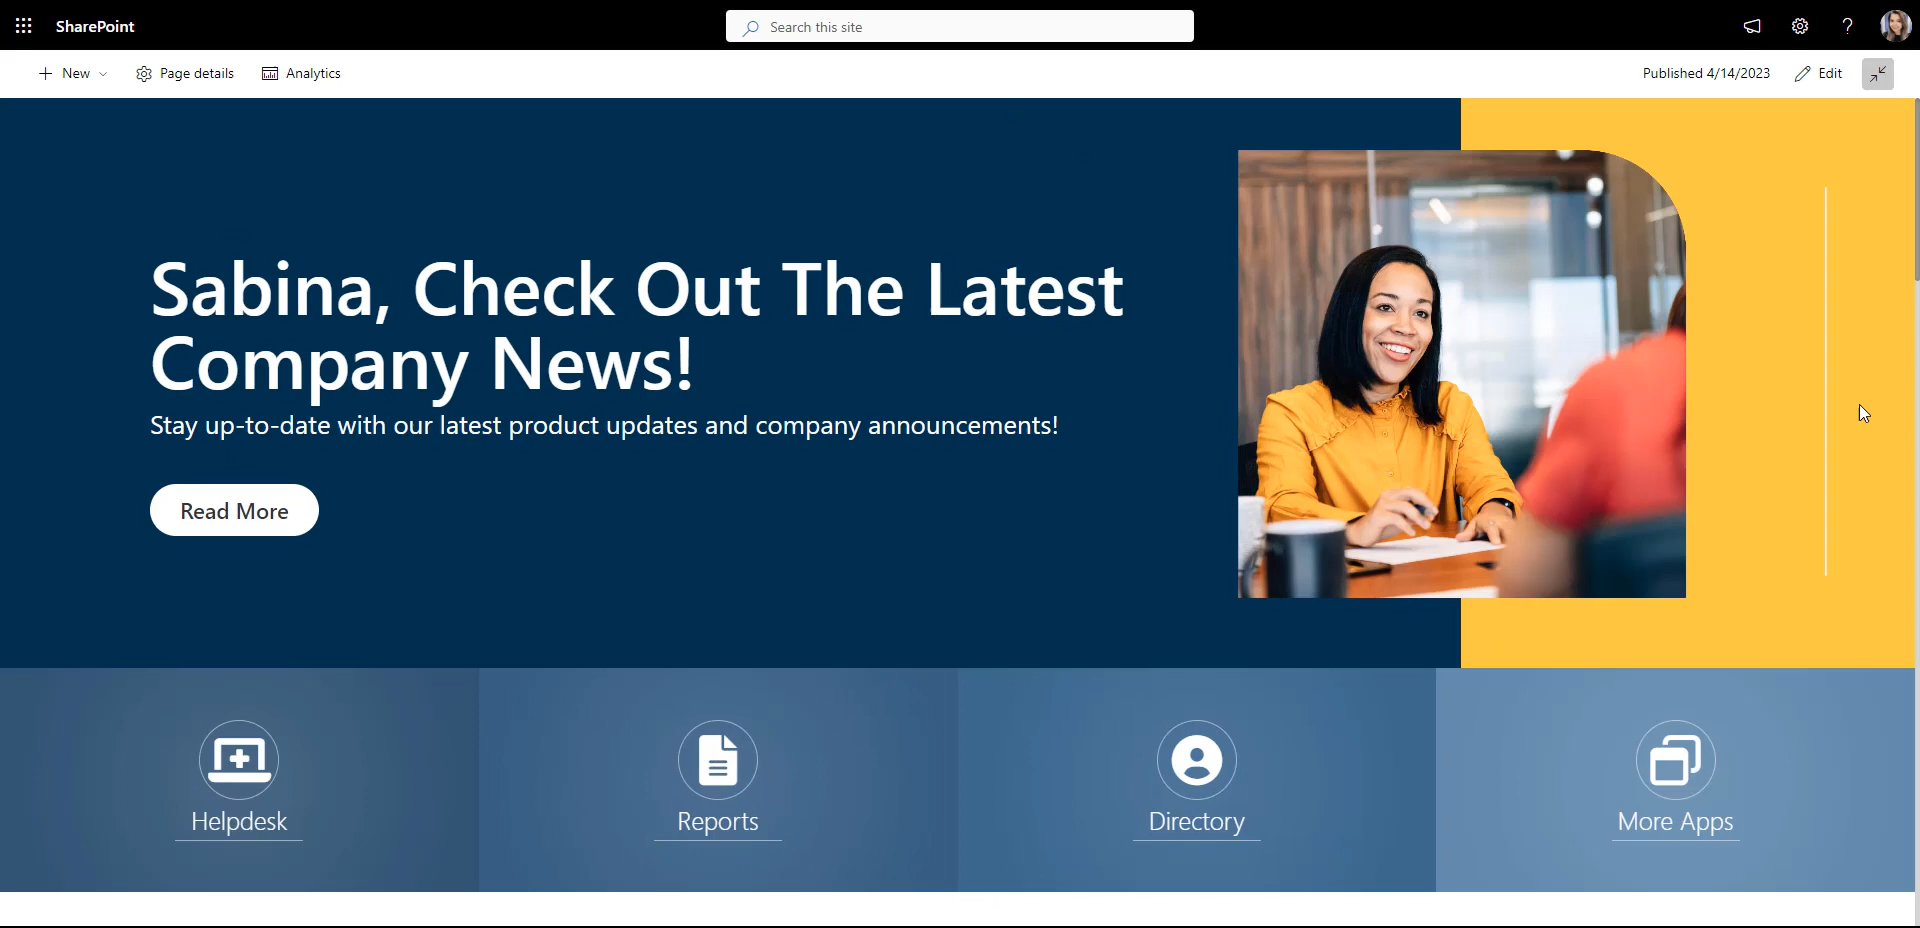 SharePoint
Search this site
New
Page details
Analytics
Published 4/14/2023
Edit
Sabina, Check Out The Latest
Company News!
Stay up-to-date with our latest product updates and company announcements!
Read More
Helpdesk
Reports
Directory
More Apps